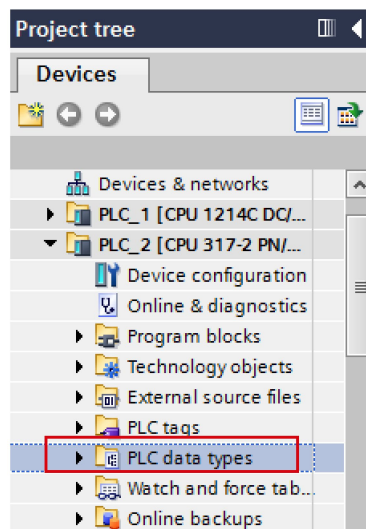 Project tree
Devices
Devices & networks
PLC_1 [CPU 1214C DC/...
PLC_2 [CPU 317-2 PN/...
Device configuration
Online & diagnostics
Program blocks
Technology objects
External source files
PLC tags
PLC data types
Watch and force tab...
Online backups